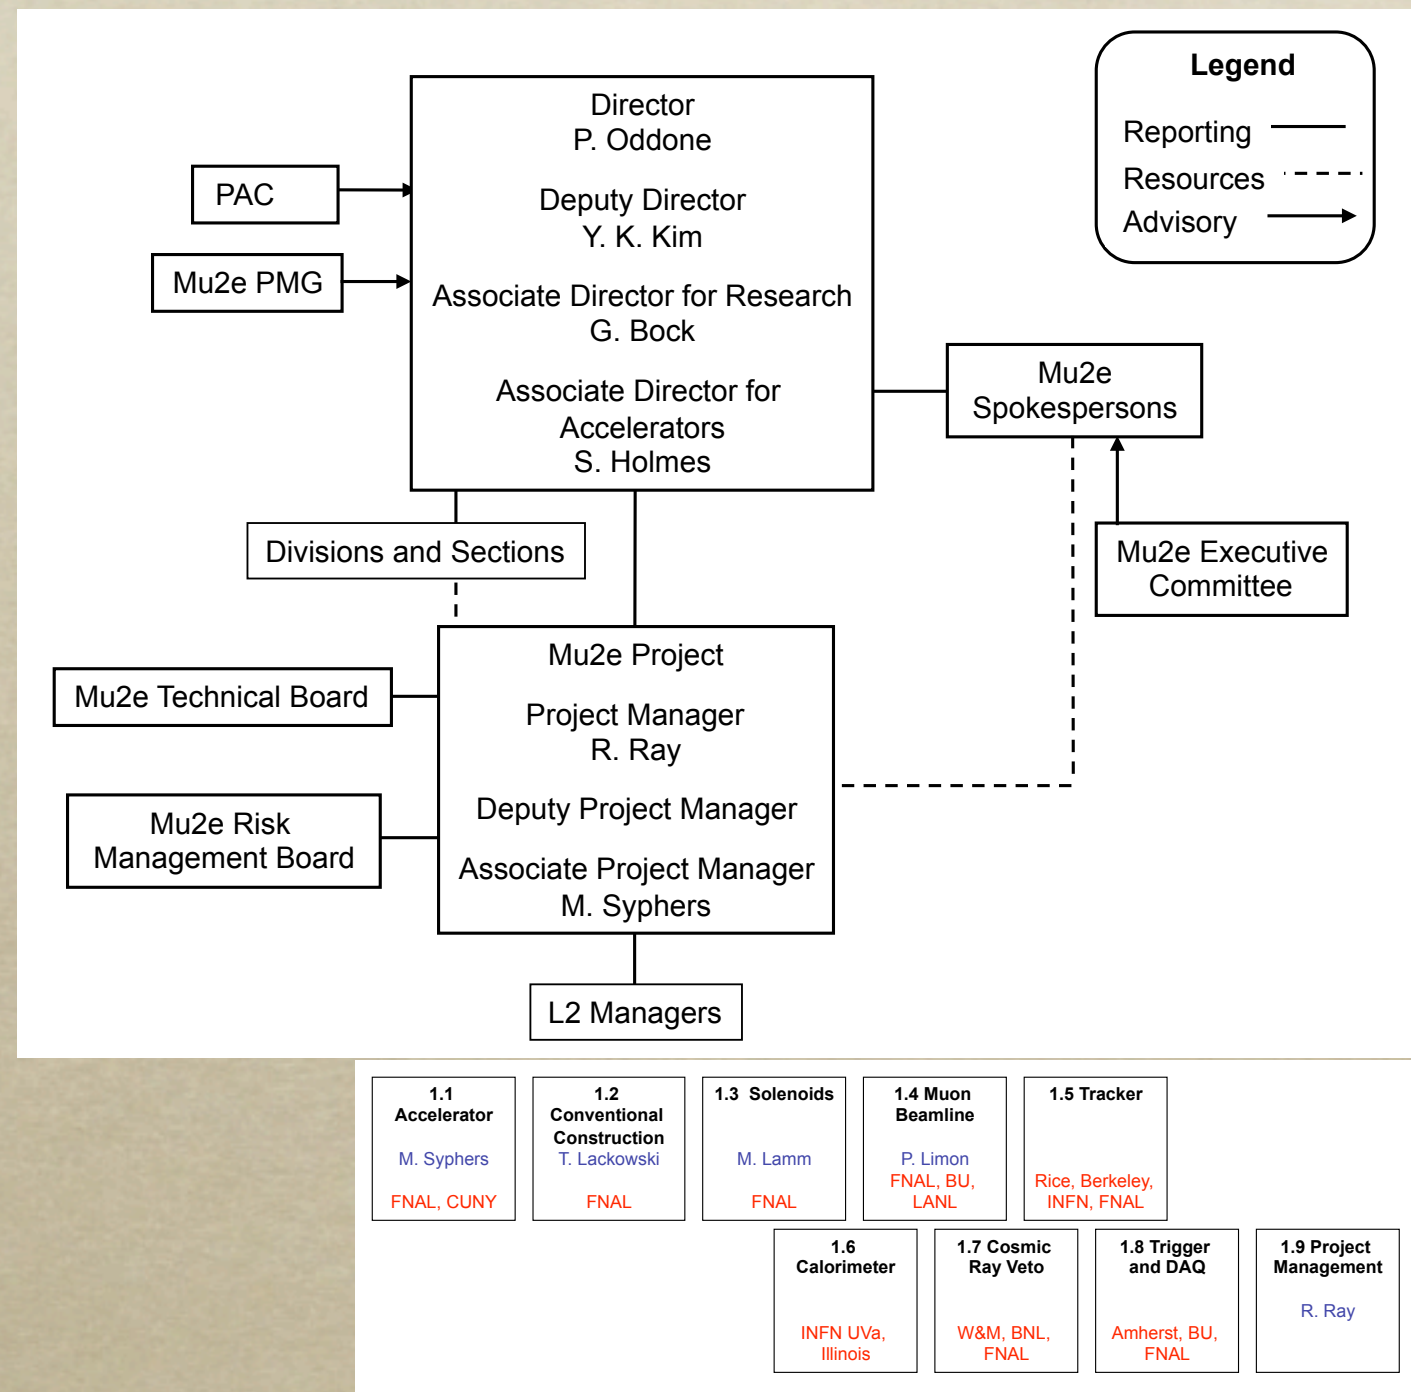 Legend
Reporting
Resources
Advisory
Director
P. Oddone
Deputy Director
Y. K. Kim
Associate Director for Research
G. Bock
Associate Director for
Accelerators
S. Holmes
PAC
Mu2e PMG
Mu2e
Spokespersons
Divisions and Sections
Mu2e Executive
Committee
Mu2e Project
Project Manager
R. Ray
Deputy Project Manager
Associate Project Manager
M. Syphers
Mu2e Technical Board
Mu2e Risk
Management Board
L2 Managers
1.1
Accelerator
M. Syphers
FNAL, CUNY
1.2
Conventional
Construction
T. Lackowski
FNAL
1.3 Solenoids
M. Lamm
FNAL
1.4 Muon
Beamline
P. Limon
FNAL, BU,
LANL
1.5 Tracker
Rice, Berkeley,
INFN, FNAL
1.6
Calorimeter
INFN UVa,
Illinois
1.7 Cosmic
Ray Veto
W&M, BNL,
FNAL
1.8 Trigger
and DAQ
Amherst, BU,
FNAL
1.9 Project
Management
R. Ray